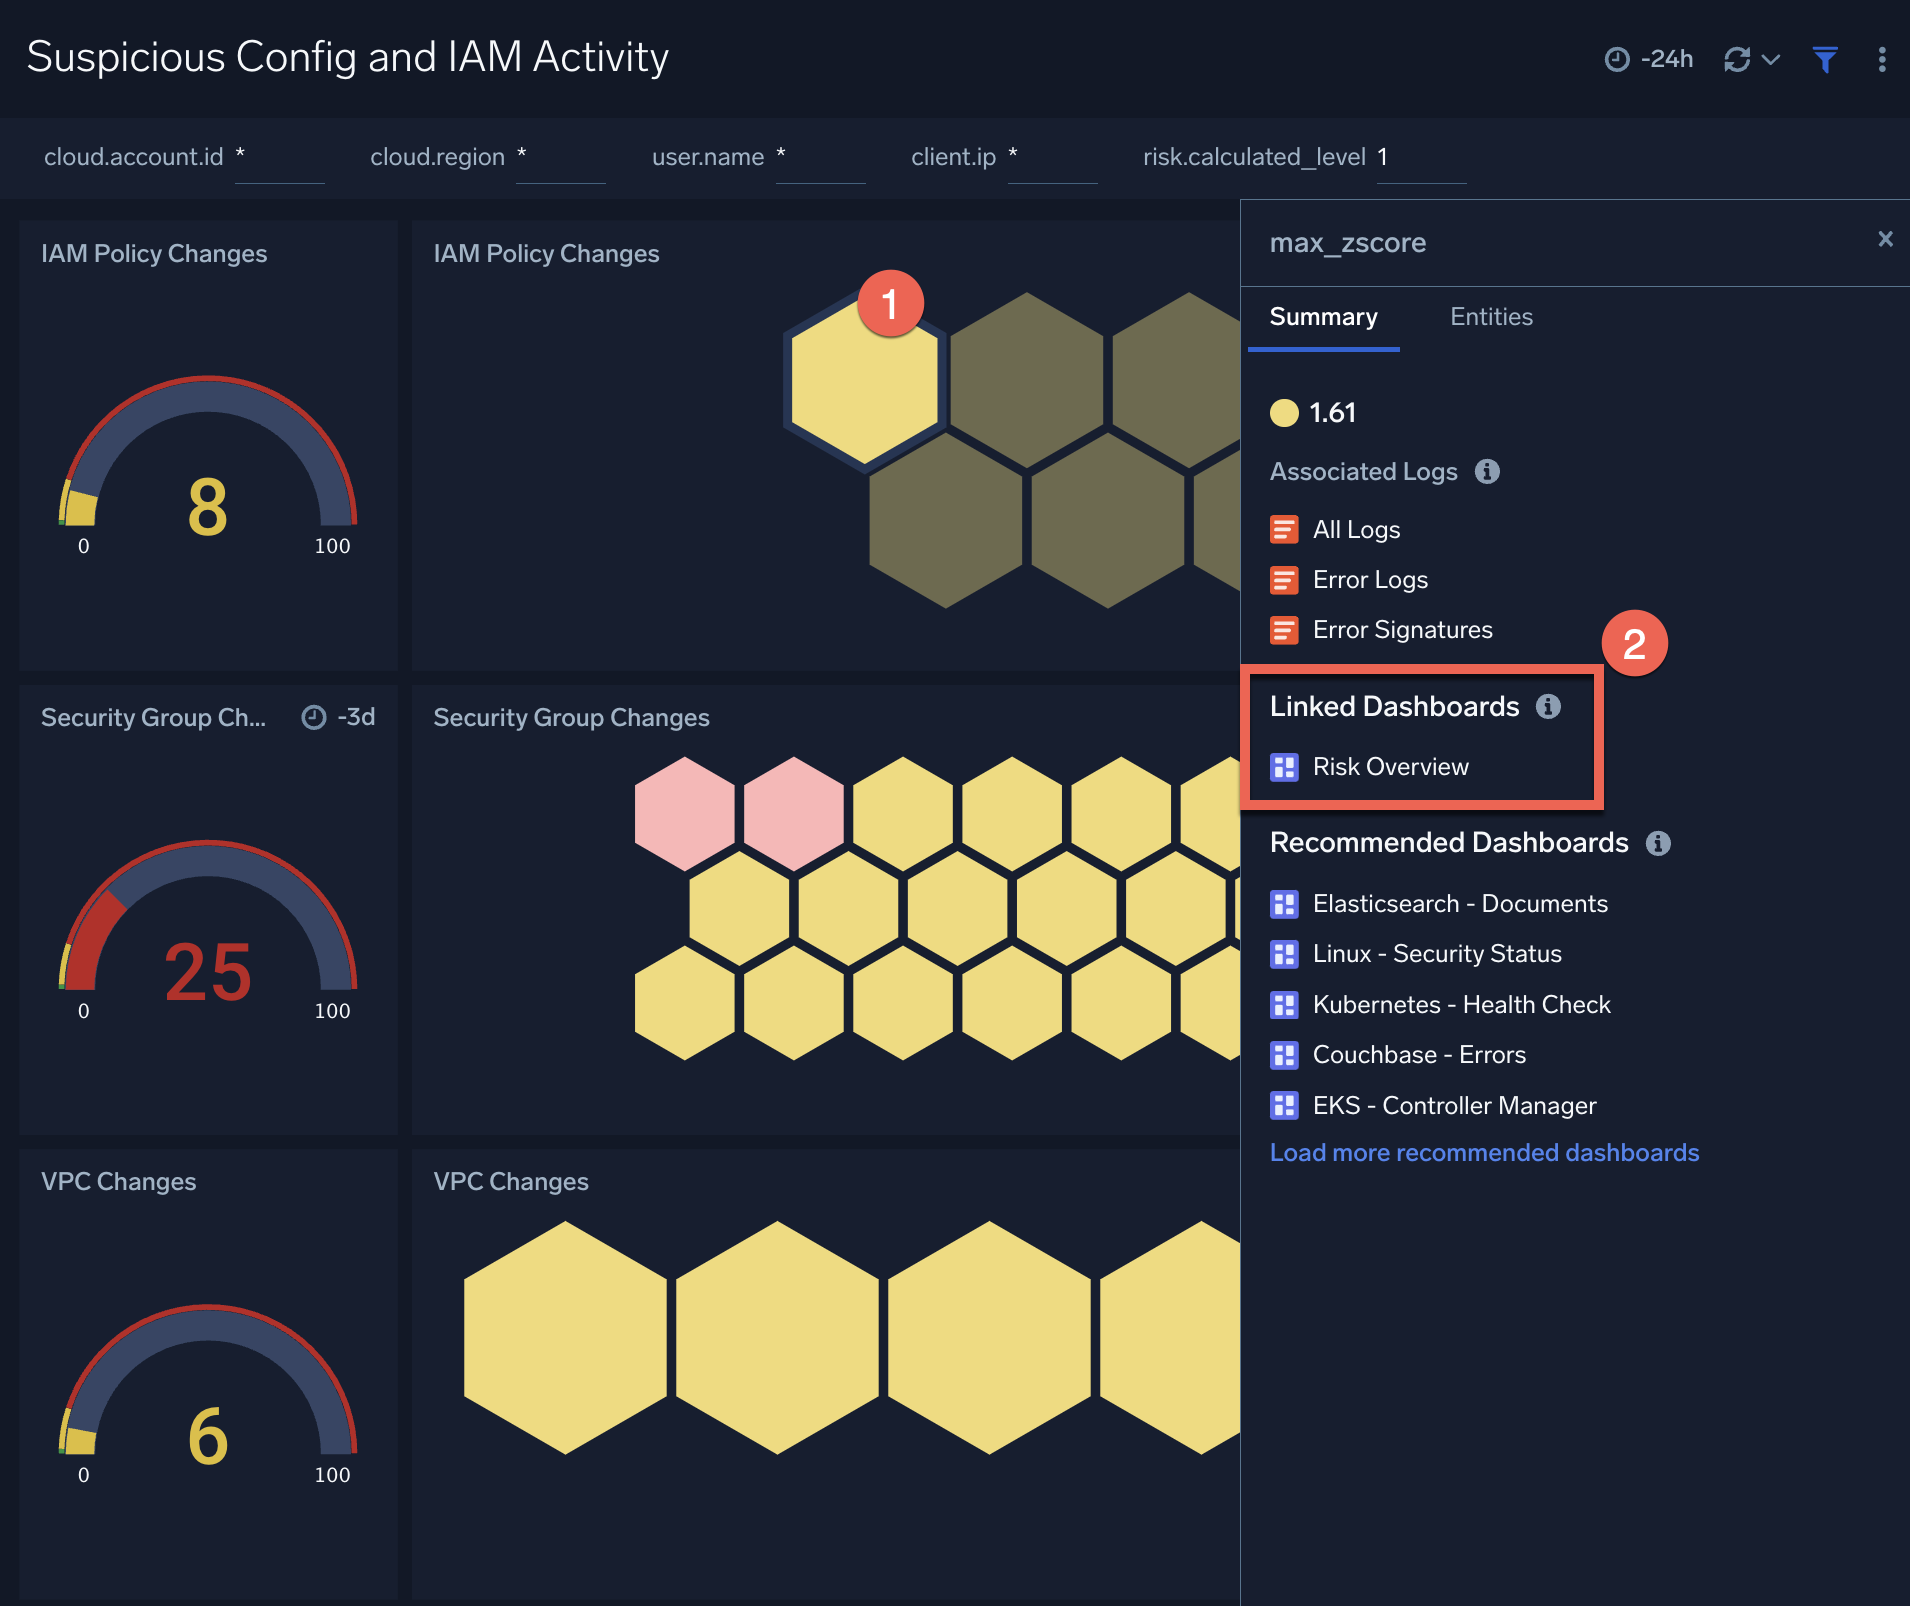 Suspicious Config and IAM Activity
-24h
cloud.account.id *
cloud.region *
user.name *
client.ip *
risk.calculated_level 1
IAM Policy Changes
8
0
100
IAM Policy Changes
1
Security Group Ch...
-3d
25
0
100
Security Group Changes
VPC Changes
6
0
100
VPC Changes
max_zscore
×
Summary
Entities
1.61
Associated Logs
All Logs
Error Logs
Error Signatures
2
Linked Dashboards
Risk Overview
Recommended Dashboards
Elasticsearch - Documents
Linux - Security Status
Kubernetes - Health Check
Couchbase - Errors
EKS - Controller Manager
Load more recommended dashboards